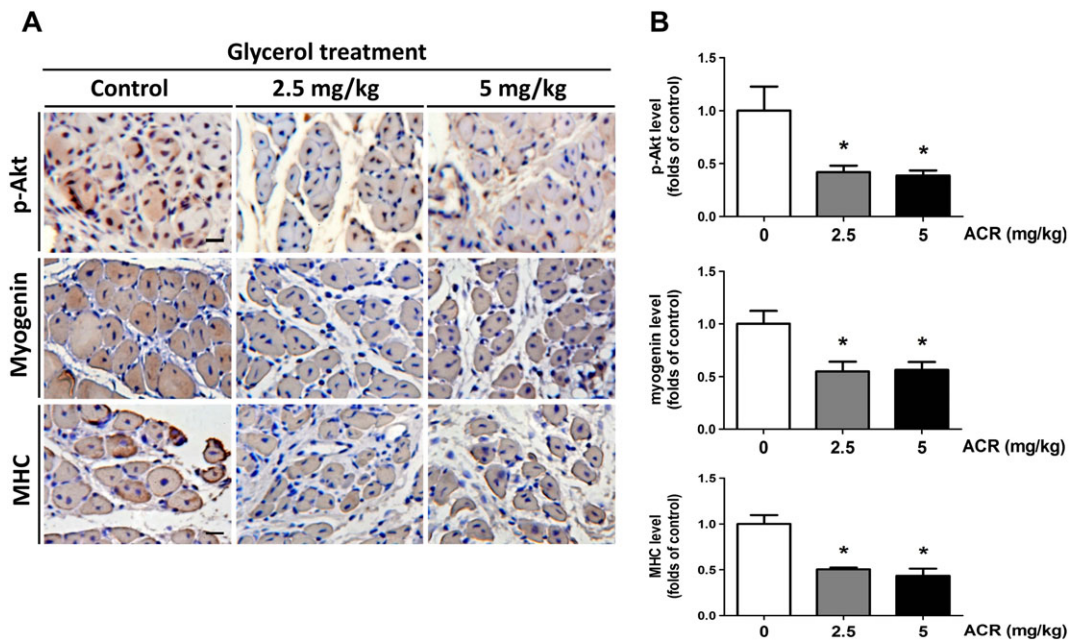 A
Glycerol treatment
Control 2.5 mg/kg 5 mg/kg
p-Akt
Myogenin
MHC
B
p-Akt level
(folds of control)
1.5
1.0
0.5
0.0
0 2.5 5 ACR (mg/kg)
*
*
myogenin level
(folds of control)
1.5
1.0
0.5
0.0
0 2.5 5 ACR (mg/kg)
*
*
MHC level
(folds of control)
1.5
1.0
0.5
0.0
0 2.5 5 ACR (mg/kg)
*
*